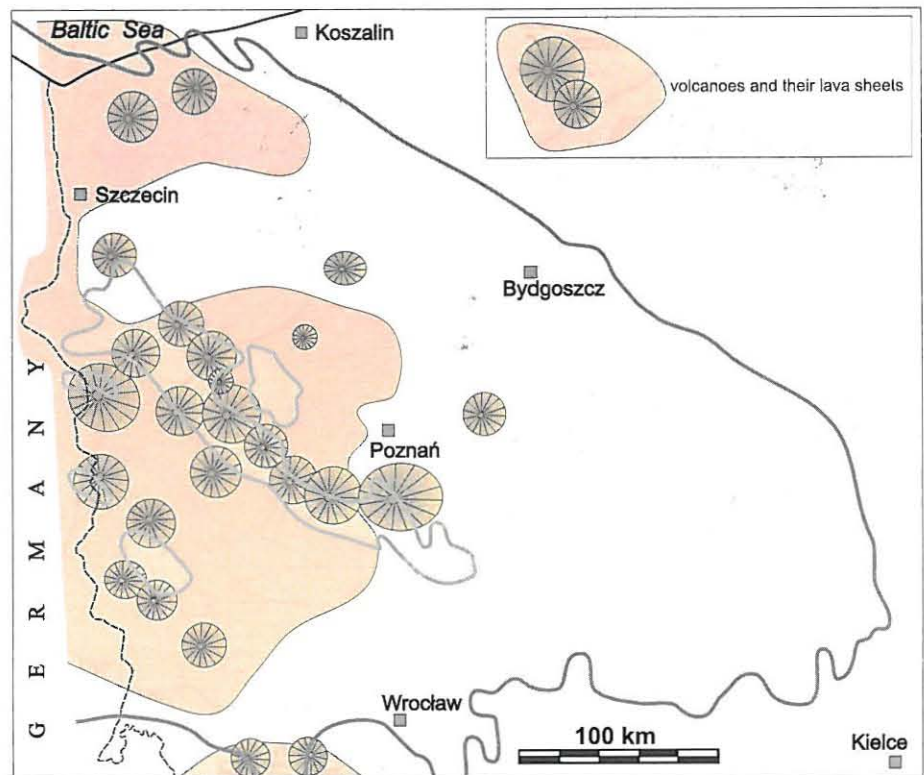 Baltic Sea
Koszalin
volcanoes and their lava sheets
Szczecin
Bydgoszcz
Poznań
GERMANY
Wrocław
100 km
Kielce